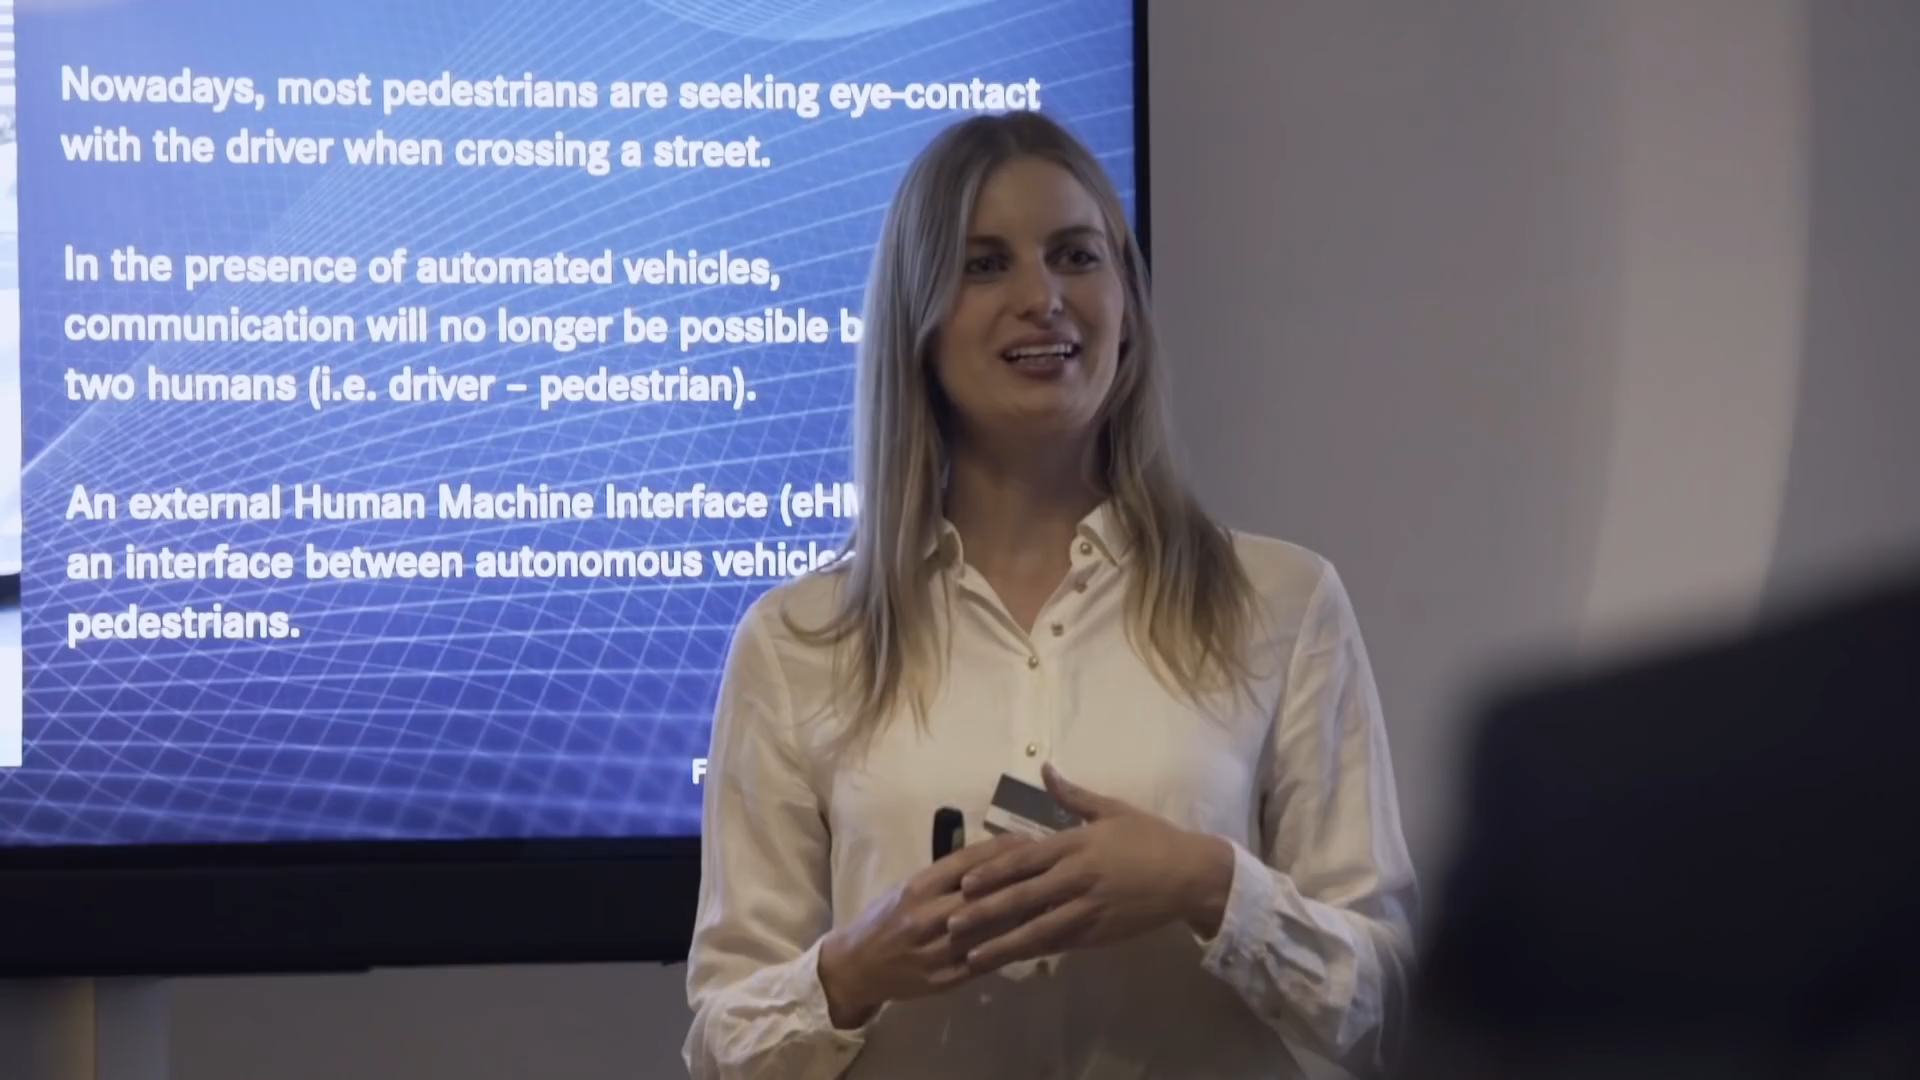 Nowadays, most pedestrians are seeking eye-contact
with the driver when crossing a street.
In the presence of automated vehicles,
communication will no longer be possible
two humans (i.e. driver – pedestrian).
An external Human Machine Interface
an interface between autonomous
pedestrians.